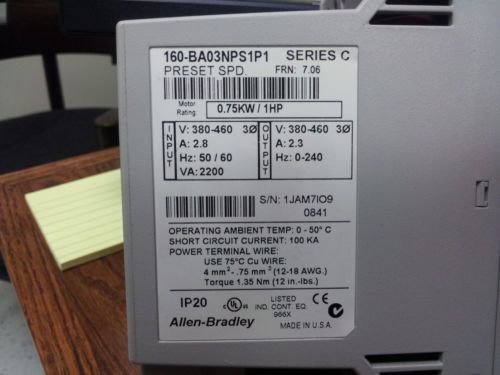 160-BA03NPS1P1 SERIES C
PRESET SPD. FRN: 7.06
Motor Rating: 0.75KW / 1HP
INPUT
V: 380-460 3Ø
A: 2.8
Hz: 50 / 60
VA: 2200
OUTPUT
V: 380-460 3Ø
A: 2.3
Hz: 0-240
S/N: 1JAM7IO9
0841
OPERATING AMBIENT TEMP: 0 - 50° C
SHORT CIRCUIT CURRENT: 100 KA
POWER TERMINAL WIRE:
USE 75°C Cu WIRE:
4 mm² - .75 mm² (12-18 AWG.)
Torque 1.35 Nm (12 in.-lbs.)
IP20 c UL us LISTED IND. CONT. EQ. 966X CE
Allen-Bradley MADE IN U.S.A.